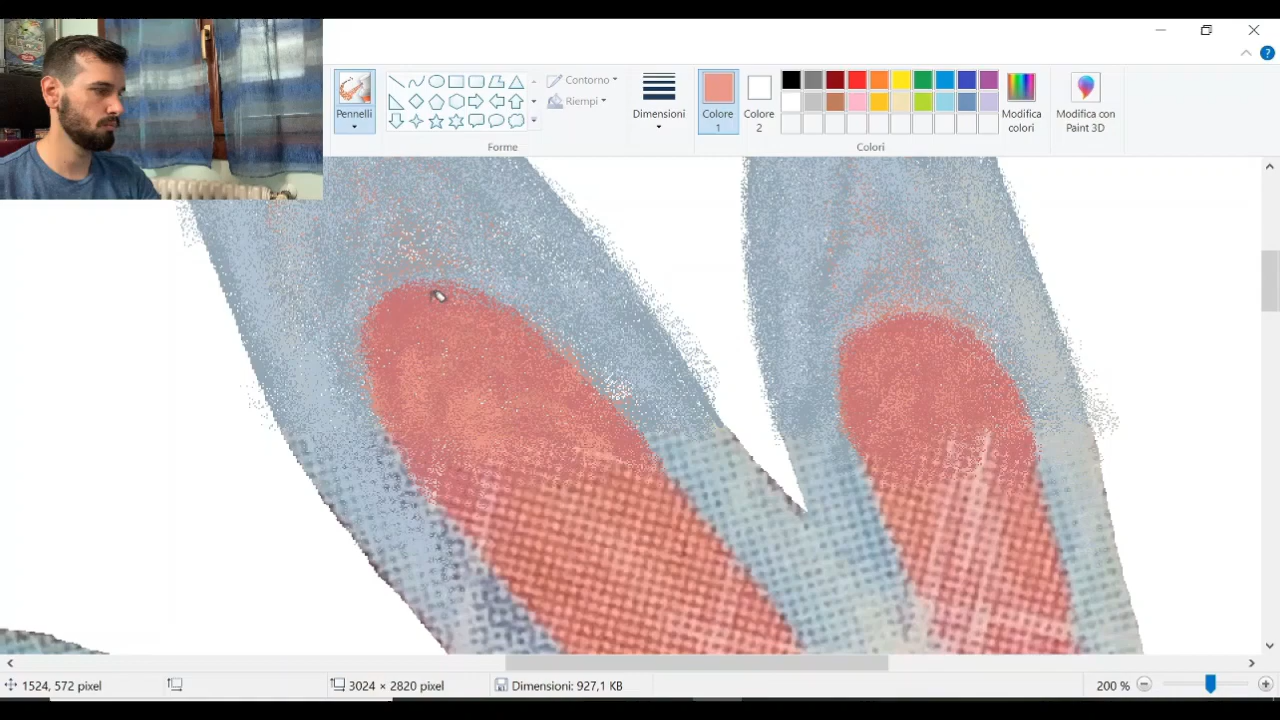 Contorno
Riempi
Pennelli
Dimensioni
Colore
1
Colore
2
Modifica
colori
Modifica con
Paint 3D
Forme
Colori
1524, 572 pixel
3024 × 2820 pixel
Dimensioni: 927,1 KB
200 %